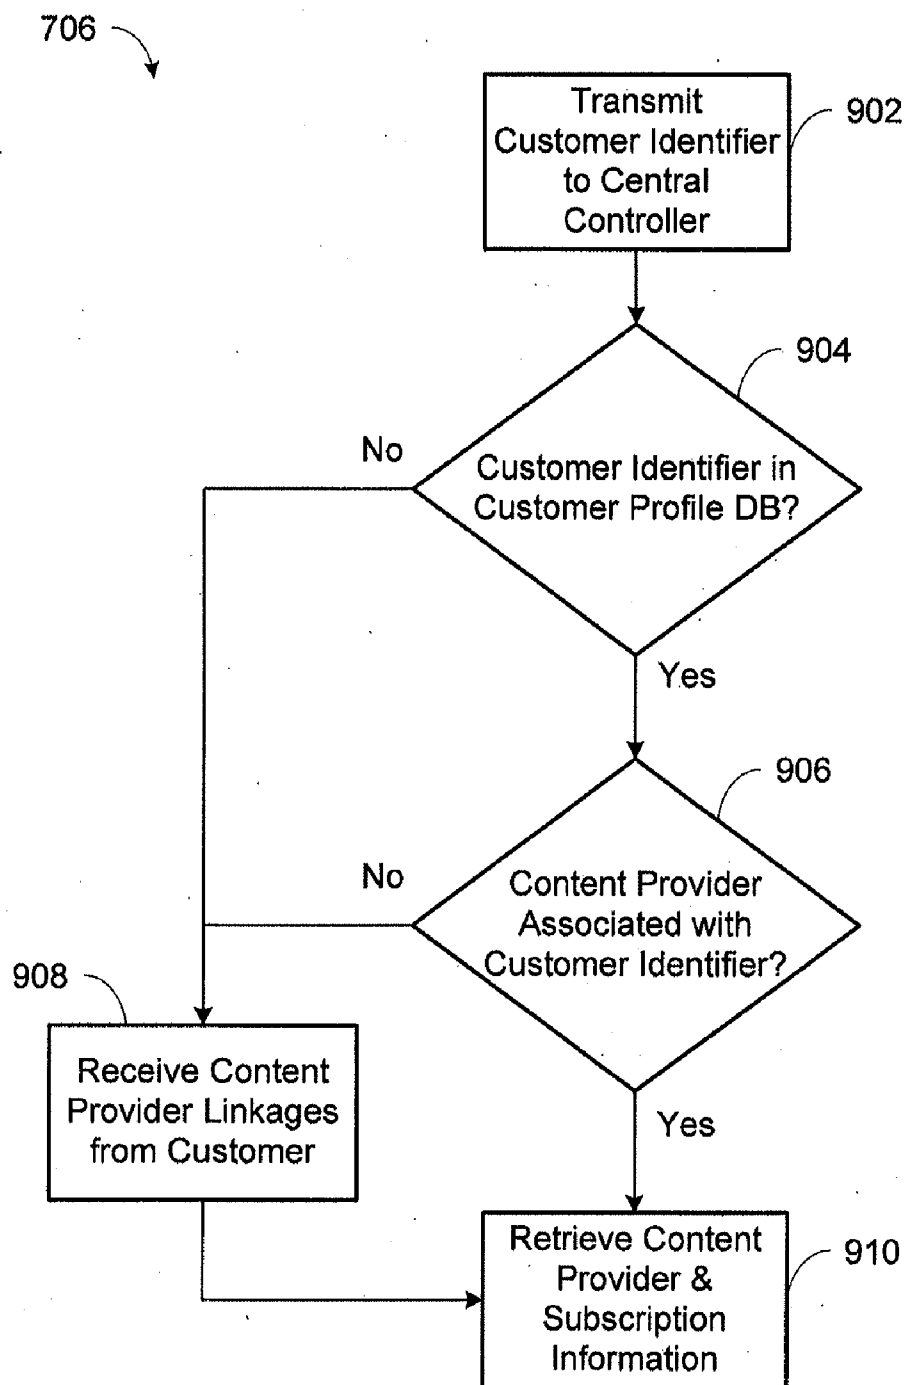 706
Transmit
Customer Identifier
to Central
Controller
902
904
No
Customer Identifier in
Customer Profile DB?
Yes
906
No
Content Provider
Associated with
Customer Identifier?
908
Receive Content
Provider Linkages
from Customer
Yes
Retrieve Content
Provider &
Subscription
Information
910